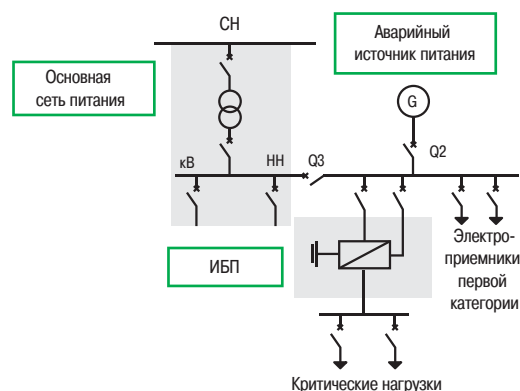 СН
Аварийный
источник питания
Основная
сеть питания
G
Q2
кВ
НН
Q3
ИБП
Электро-
приемники
первой
категории
Критические нагрузки